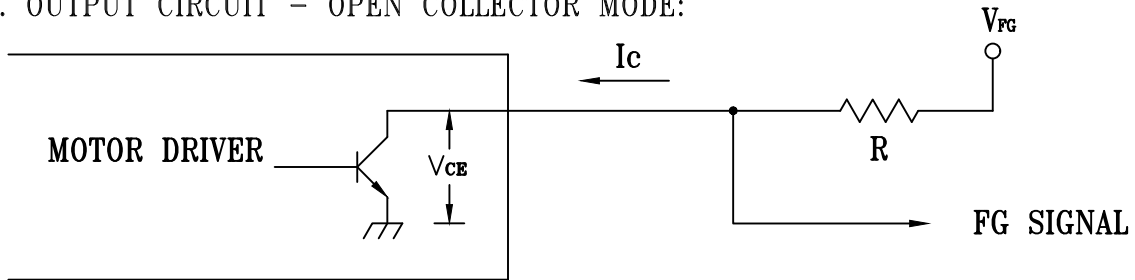 . OUTPUT CIRCUIT – OPEN COLLECTOR MODE:
VFG
Ic
MOTOR DRIVER
VCE
R
FG SIGNAL